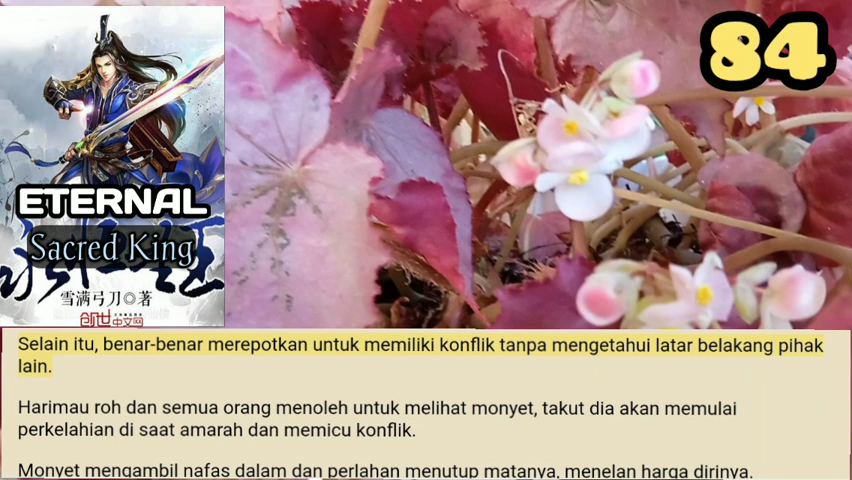 84
ETERNAL
Sacred King
雪满弓刀◎著
创世中文网
Selain itu, benar-benar merepotkan untuk memiliki konflik tanpa mengetahui latar belakang pihak
lain.
Harimau roh dan semua orang menoleh untuk melihat monyet, takut dia akan memulai
perkelahian di saat amarah dan memicu konflik.
Monyet mengambil nafas dalam dan perlahan menutup matanya, menelan harga dirinya.